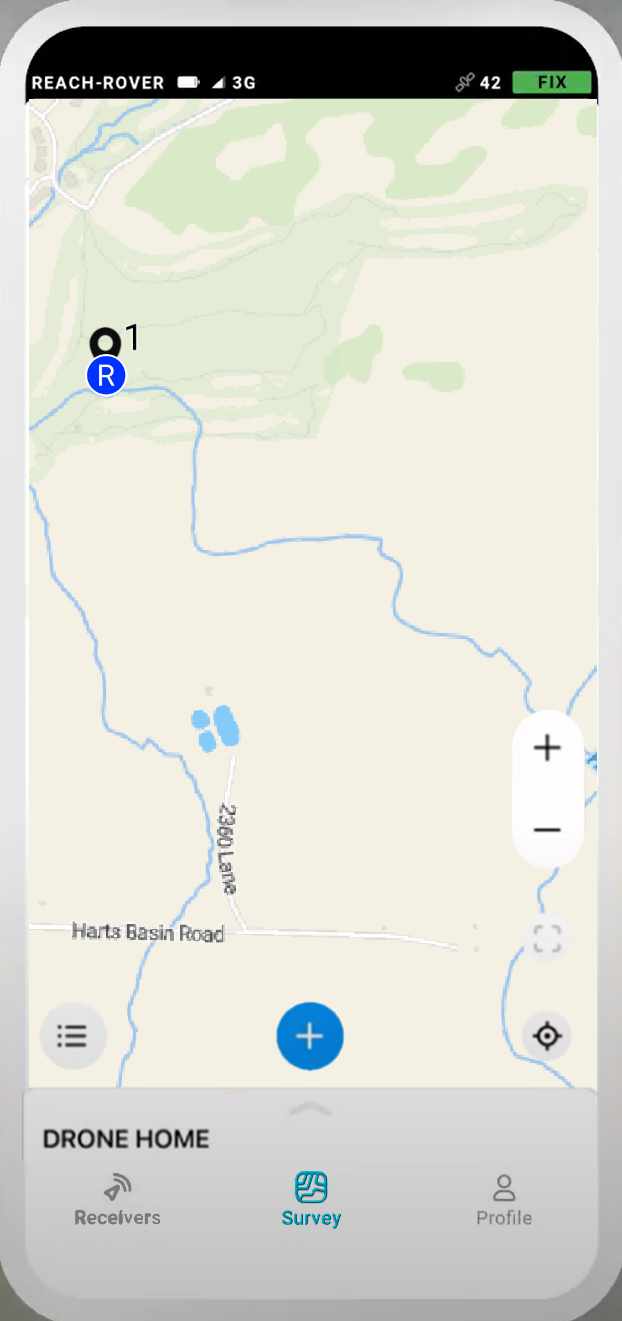 REACH-ROVER 3G 42 FIX
1
R
2360 Lane
Harts Basin Road
DRONE HOME
Receivers Survey Profile